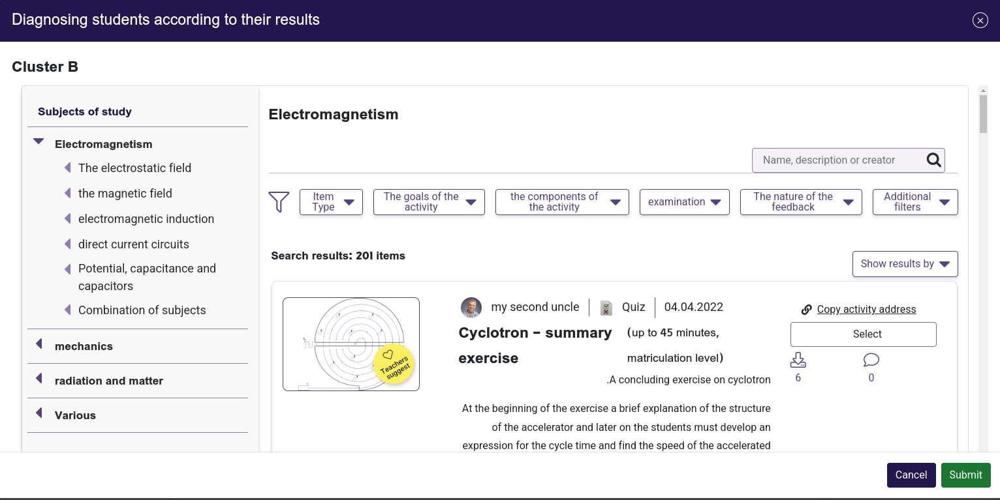 Diagnosing students according to their results
Cluster B
Subjects of study
Electromagnetism
The electrostatic field
the magnetic field
electromagnetic induction
direct current circuits
Potential, capacitance and
capacitors
Combination of subjects
mechanics
radiation and matter
Various
Electromagnetism
Name, description or creator
Item
Type
The goals of the
activity
the components of
the activity
examination
The nature of the
feedback
Additional
filters
Search results: 201 items
Show results by
Teachers
suggest
my second uncle
Quiz
04.04.2022
Cyclotron – summary
exercise
(up to 45 minutes,
matriculation level)
.A concluding exercise on cyclotron
At the beginning of the exercise a brief explanation of the structure
of the accelerator and later on the students must develop an
expression for the cycle time and find the speed of the accelerated
Copy activity address
Select
6
0
Cancel
Submit